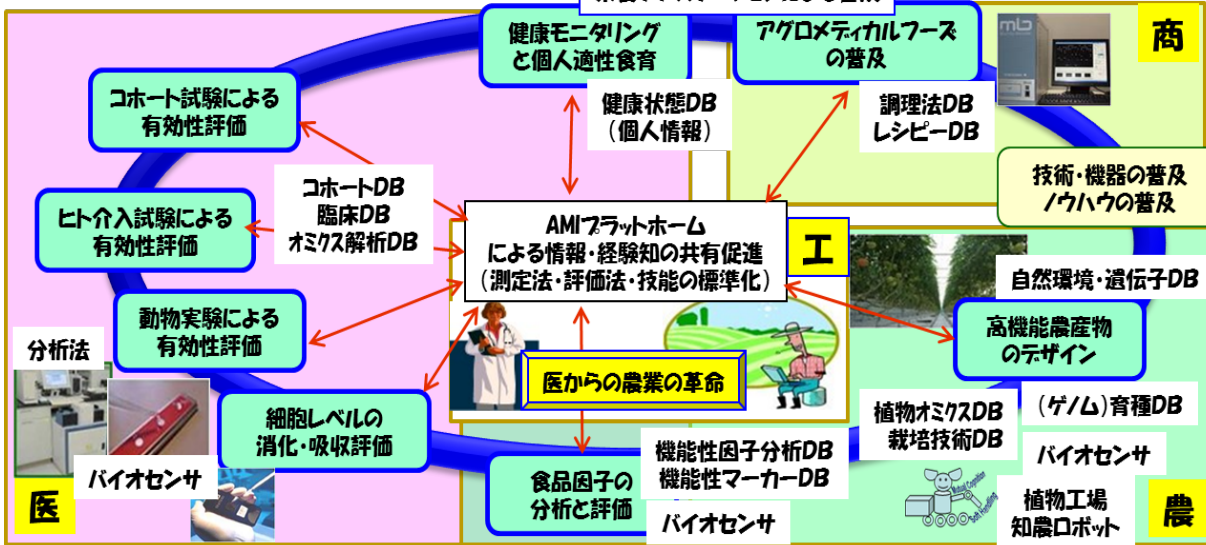 健康モニタリング
と個人適性食育
アグロメディカルフーズ
の普及
商
mb
コホート試験による
有効性評価
健康状態DB
(個人情報)
調理法DB
レシピーDB
技術・機器の普及
ノウハウの普及
コホートDB
臨床DB
オミクス解析DB
ヒト介入試験による
有効性評価
AMIプラットホーム
による情報・経験知の共有促進
(測定法・評価法・技能の標準化)
工
自然環境・遺伝子DB
動物実験による
有効性評価
高機能農産物
のデザイン
分析法
医からの農業の革命
細胞レベルの
消化・吸収評価
植物オミクスDB
栽培技術DB
(ゲノム)育種DB
バイオセンサ
機能性因子分析DB
機能性マーカーDB
バイオセンサ
食品因子の
分析と評価
バイオセンサ
Mutual Cognition
Soft Handling
植物工場
知農ロボット
医
農